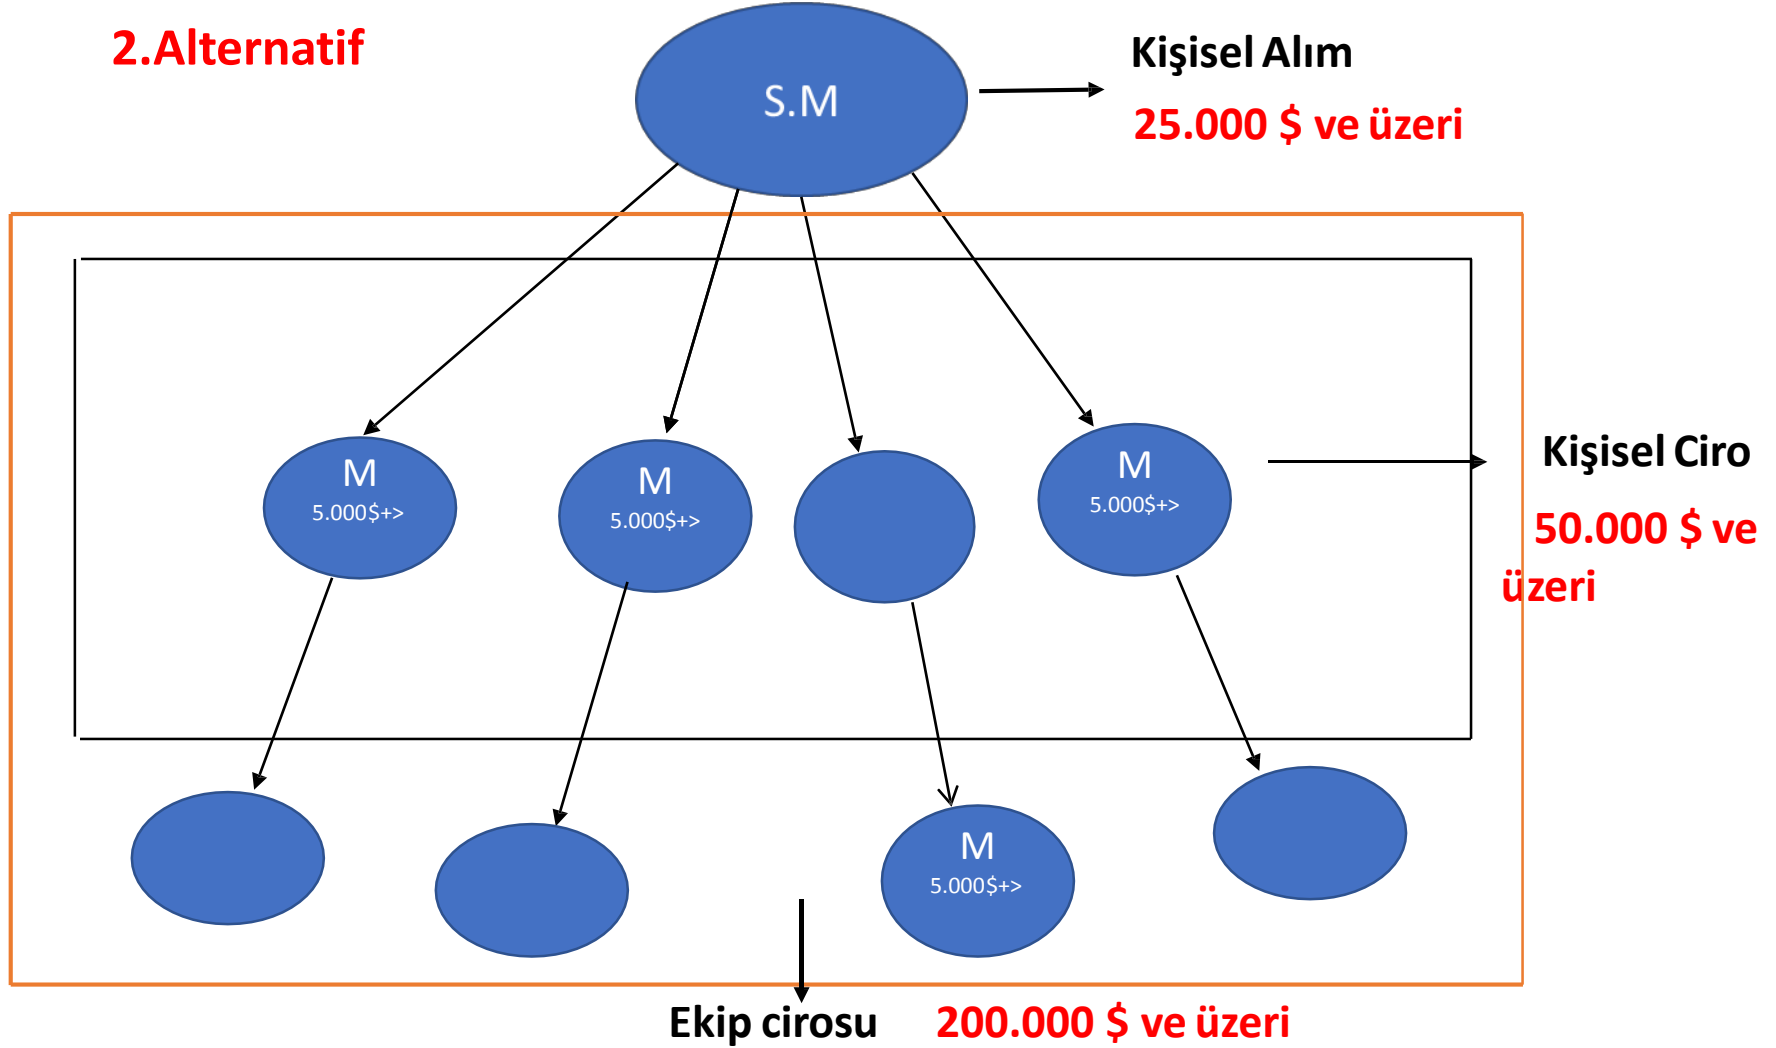 2.Alternatif
S.M
Kişisel Alım
25.000 $ ve üzeri
M
5.000$+>
M
5.000$+>
M
5.000$+>
Kişisel Ciro
50.000 $ ve
üzeri
M
5.000$+>
Ekip cirosu 200.000 $ ve üzeri